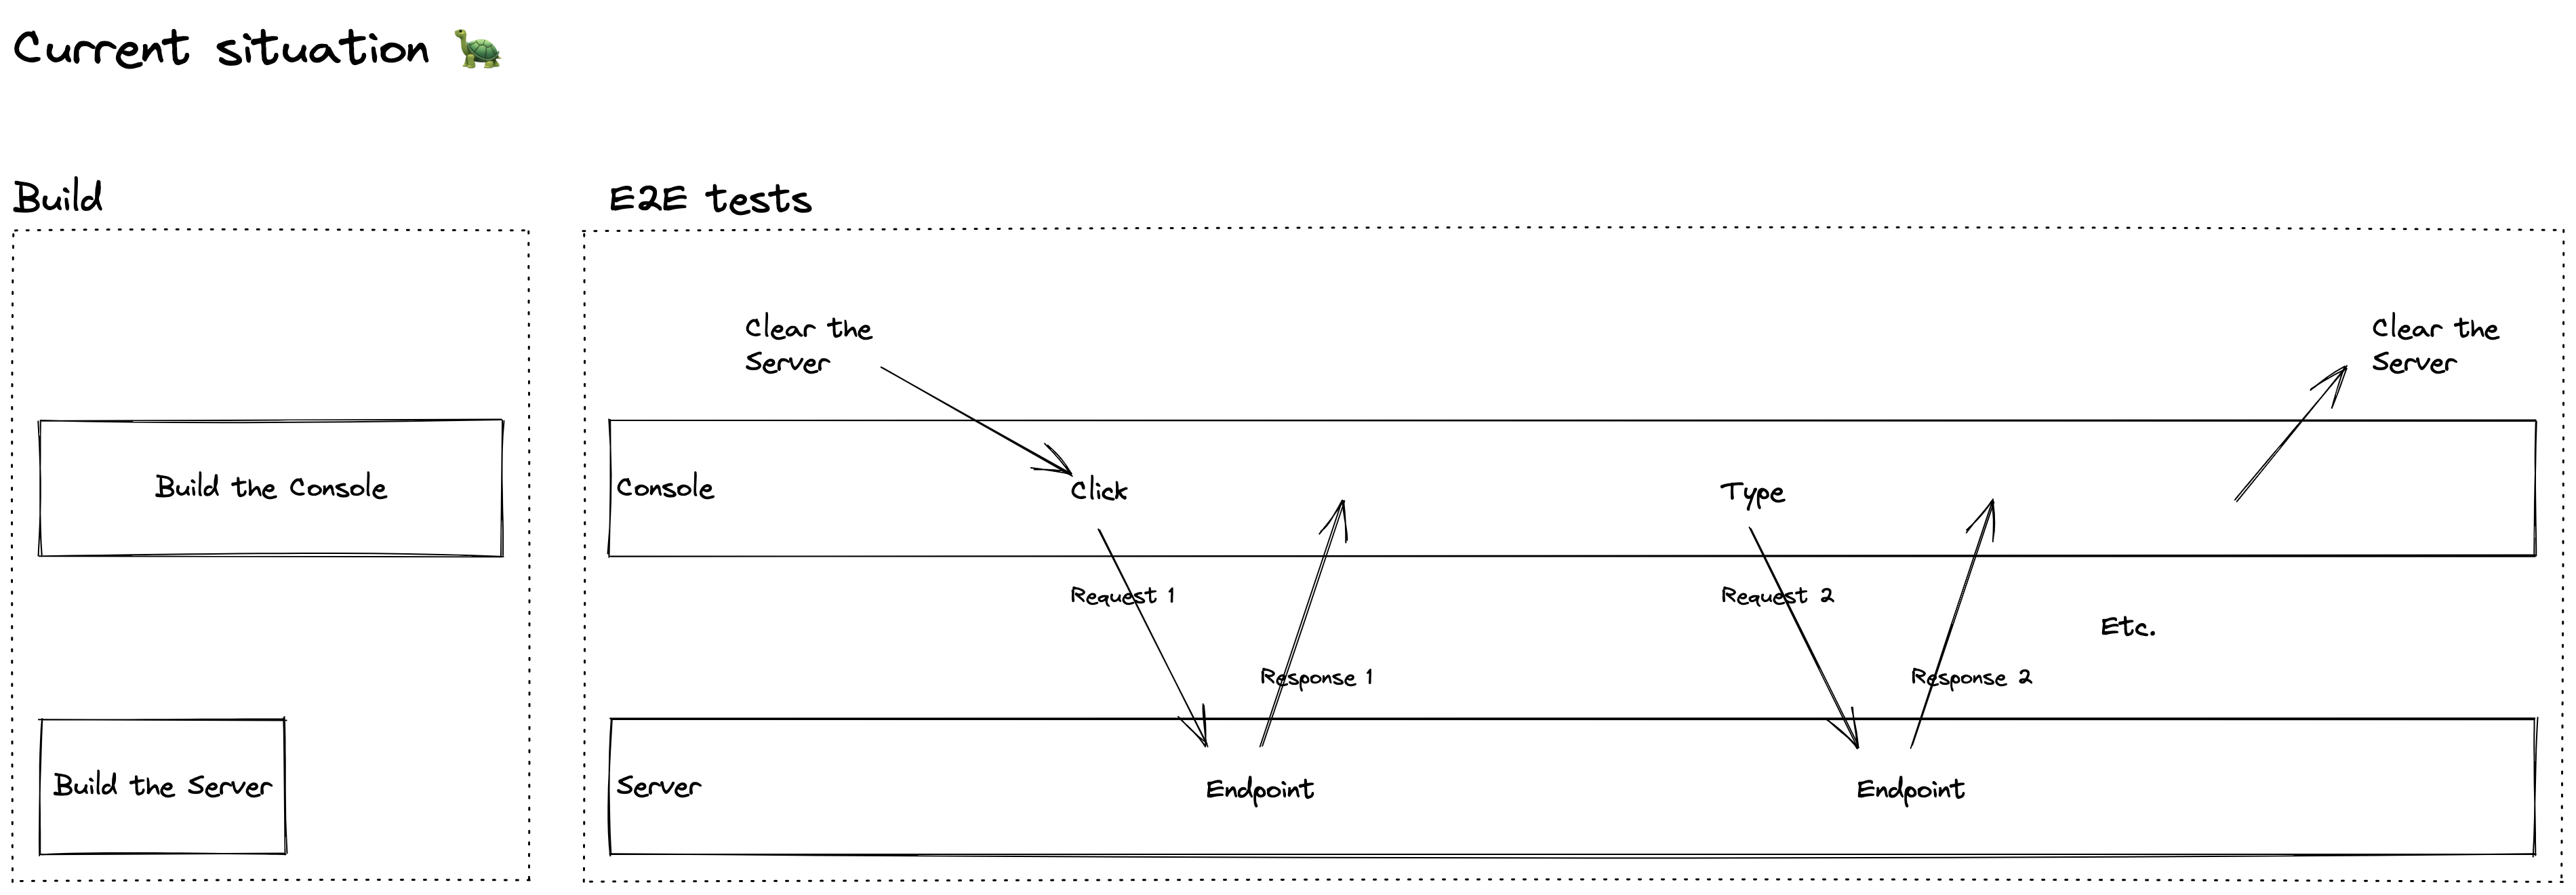 Current situation 🐢
Build
E2E tests
Clear the
Server
Clear the
Server
Build the Console
Console
Click
Type
Request 1
Request 2
Etc.
Response 1
Response 2
Build the Server
Server
Endpoint
Endpoint